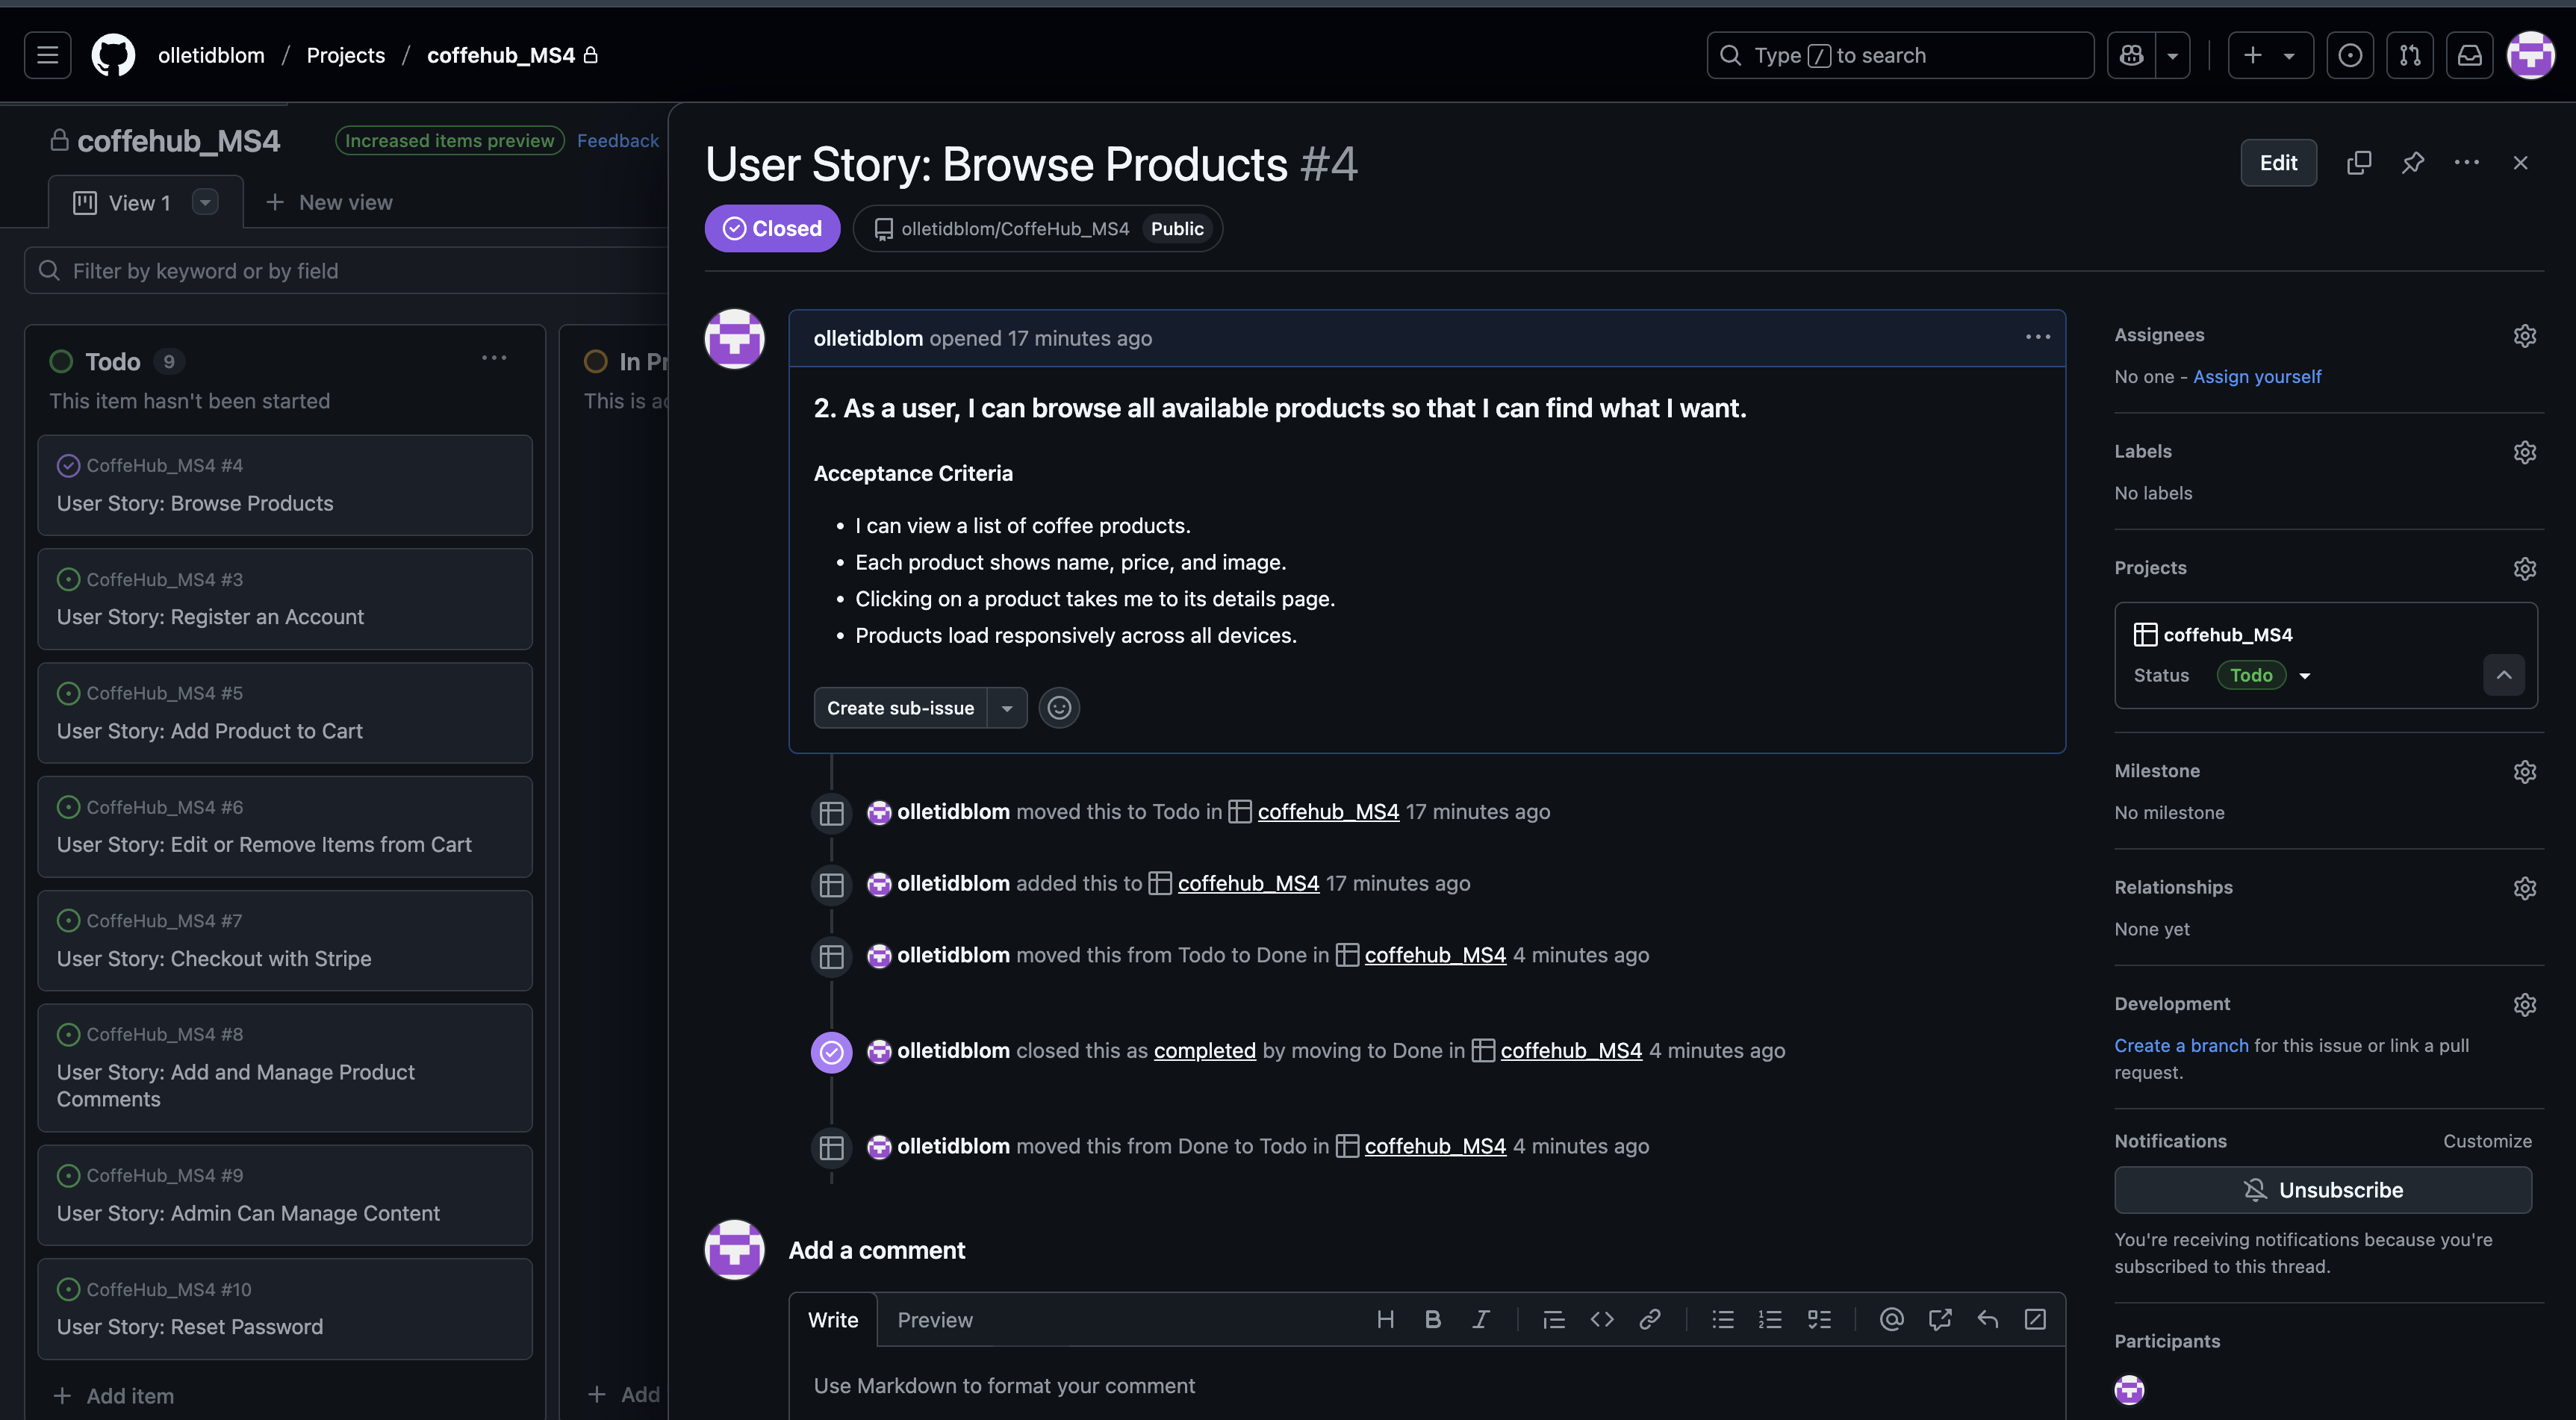 olletidblom / Projects / coffehub_MS4
Type / to search
coffehub_MS4
Increased items preview
Feedback
View 1
New view
Filter by keyword or by field
Todo 9
This item hasn't been started
CoffeHub_MS4 #4
User Story: Browse Products
CoffeHub_MS4 #3
User Story: Register an Account
CoffeHub_MS4 #5
User Story: Add Product to Cart
CoffeHub_MS4 #6
User Story: Edit or Remove Items from Cart
CoffeHub_MS4 #7
User Story: Checkout with Stripe
CoffeHub_MS4 #8
User Story: Add and Manage Product
Comments
CoffeHub_MS4 #9
User Story: Admin Can Manage Content
CoffeHub_MS4 #10
User Story: Reset Password
Add item
In Pr
This is ac
Add
User Story: Browse Products #4
Edit
Closed
olletidblom/CoffeHub_MS4 Public
olletidblom opened 17 minutes ago
2. As a user, I can browse all available products so that I can find what I want.
Acceptance Criteria
• I can view a list of coffee products.
• Each product shows name, price, and image.
• Clicking on a product takes me to its details page.
• Products load responsively across all devices.
Create sub-issue
olletidblom moved this to Todo in coffehub_MS4 17 minutes ago
olletidblom added this to coffehub_MS4 17 minutes ago
olletidblom moved this from Todo to Done in coffehub_MS4 4 minutes ago
olletidblom closed this as completed by moving to Done in coffehub_MS4 4 minutes ago
olletidblom moved this from Done to Todo in coffehub_MS4 4 minutes ago
Add a comment
Write
Preview
Use Markdown to format your comment
Assignees
No one - Assign yourself
Labels
No labels
Projects
coffehub_MS4
Status Todo
Milestone
No milestone
Relationships
None yet
Development
Create a branch for this issue or link a pull
request.
Notifications
Customize
Unsubscribe
You're receiving notifications because you're
subscribed to this thread.
Participants